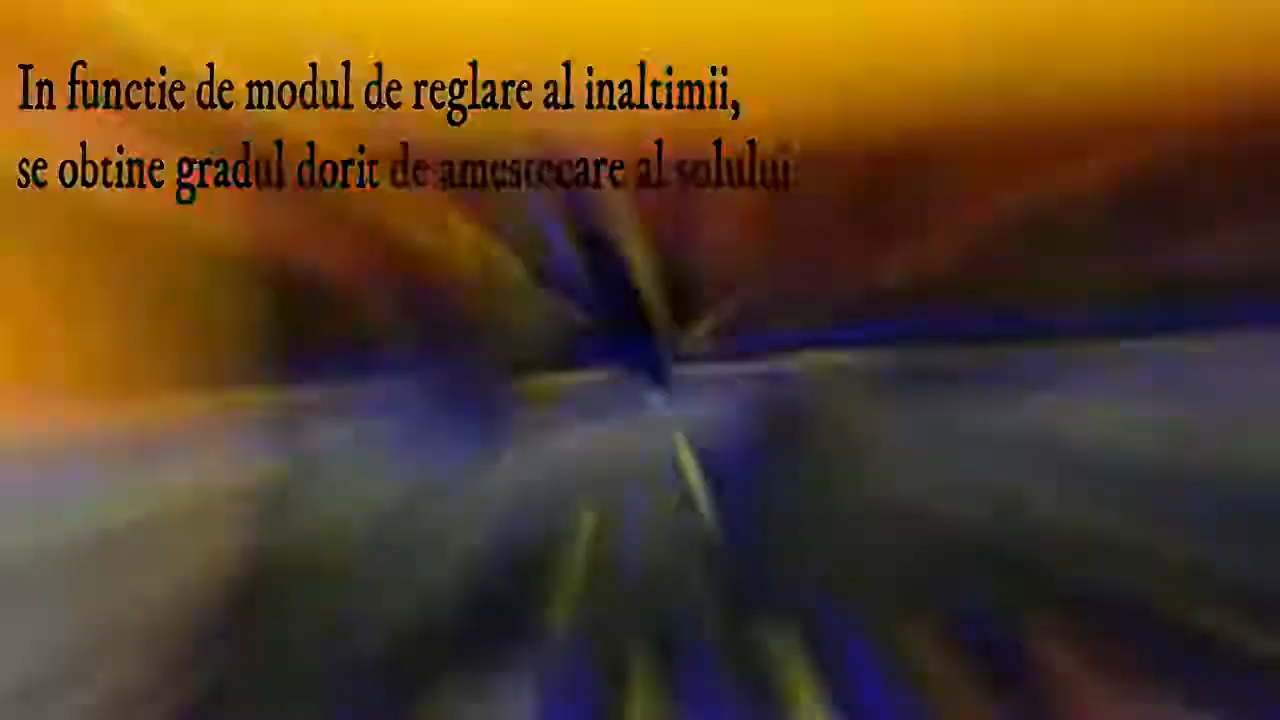 In functie de modul de reglare al inaltimii,
se obtine gradul dorit de amestecare al solului